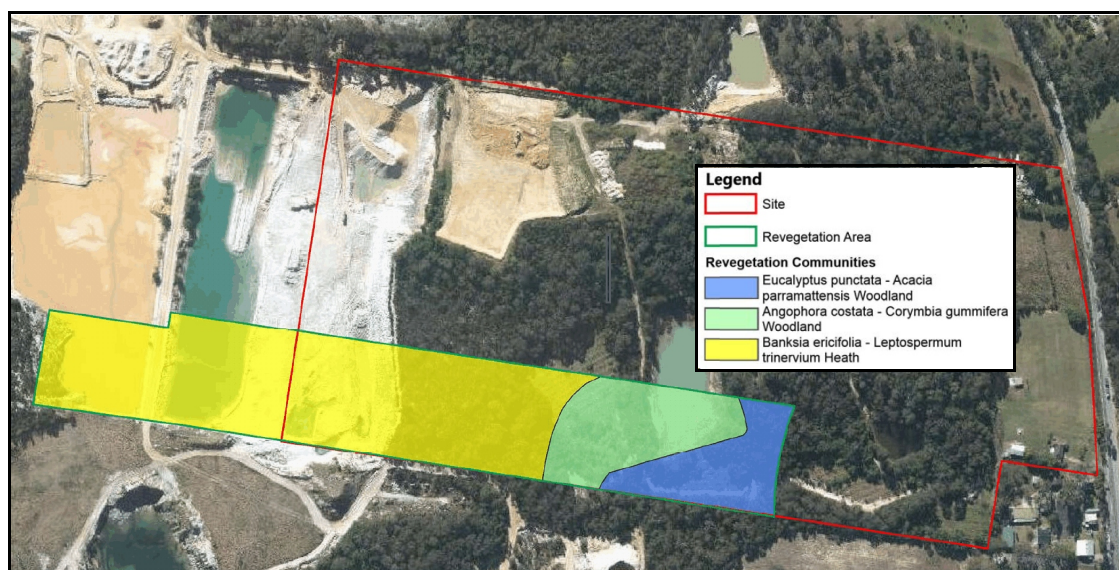 Legend
Site
Revegetation Area
Revegetation Communities
Eucalyptus punctata - Acacia
parramattensis Woodland
Angophora costata - Corymbia gummifera
Woodland
Banksia ericifolia - Leptospermum
trinervium Heath